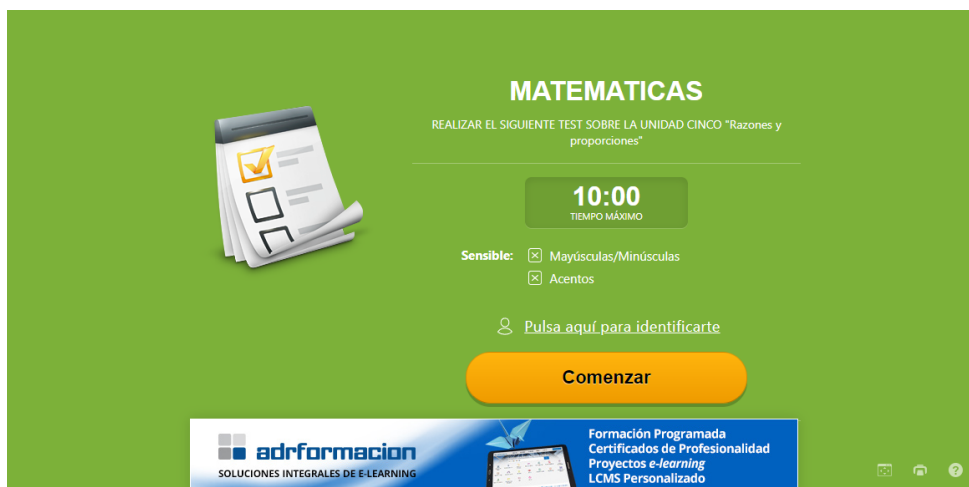 MATEMATICAS
REALIZAR EL SIGUIENTE TEST SOBRE LA UNIDAD CINCO "Razones y
proporciones"
10:00
TIEMPO MÁXIMO
Sensible: Mayúsculas/Minúsculas
Acentos
Pulsa aquí para identificarte
Comenzar
adrformacion
SOLUCIONES INTEGRALES DE E-LEARNING
Formación Programada
Certificados de Profesionalidad
Proyectos e-learning
LCMS Personalizado